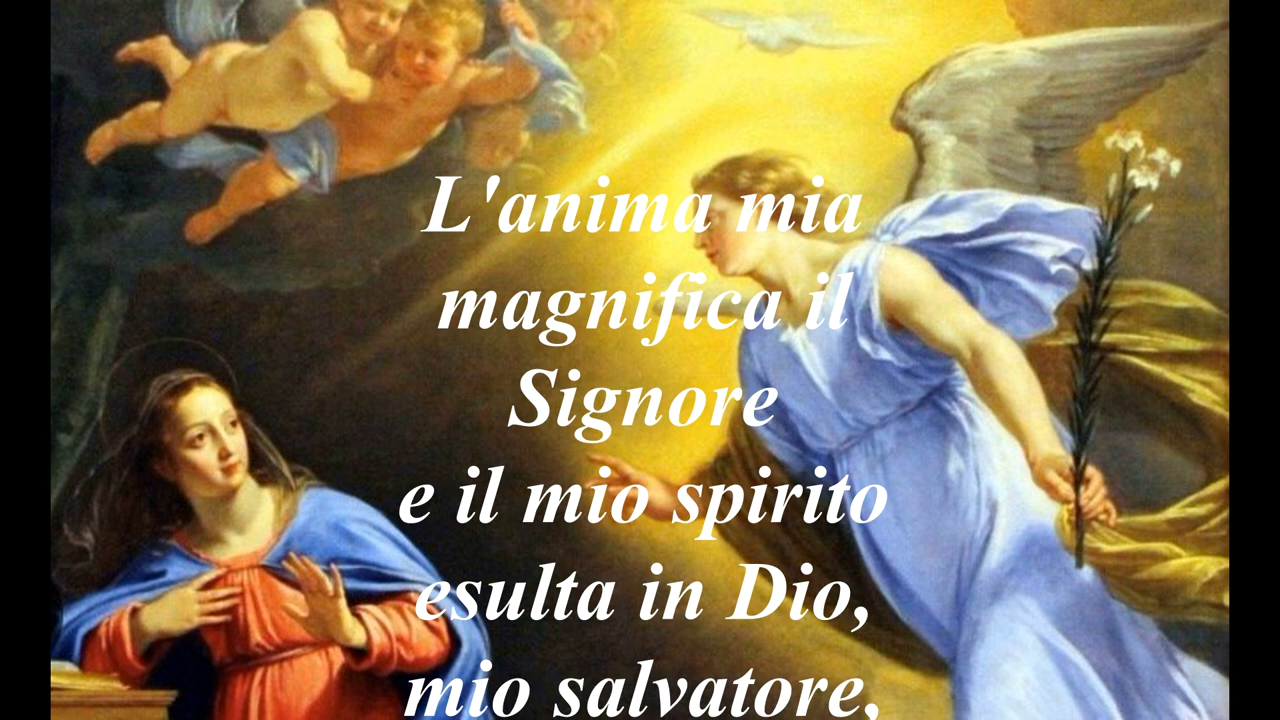 L'anima mia
magnifica il
Signore
e il mio spirito
esulta in Dio,
mio salvatore,